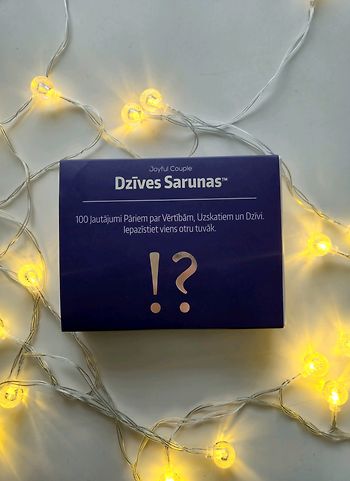 Joyful Couple
Dzīves Sarunas™
100 Jautājumi Pāriem par Vērtībām, Uzskatiem un Dzīvi.
Iepazīstiet viens otru tuvāk.
!?